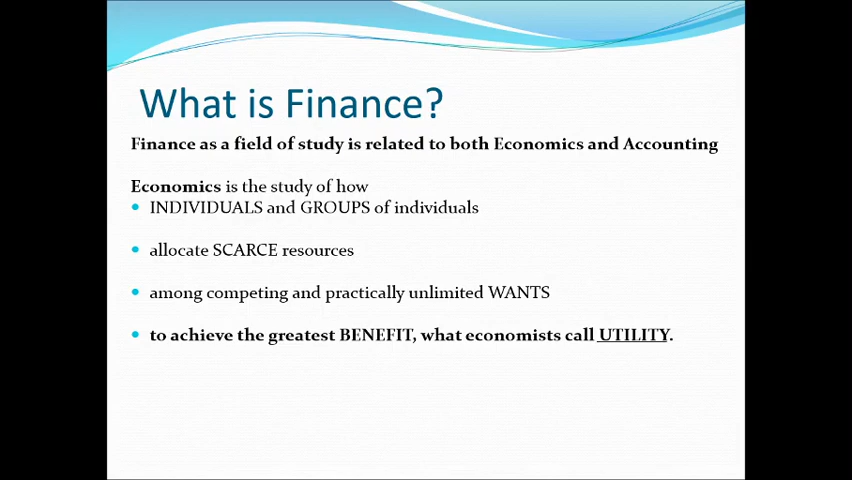 What is Finance?
Finance as a field of study is related to both Economics and Accounting
Economics is the study of how
• INDIVIDUALS and GROUPS of individuals
• allocate SCARCE resources
• among competing and practically unlimited WANTS
• to achieve the greatest BENEFIT, what economists call UTILITY.